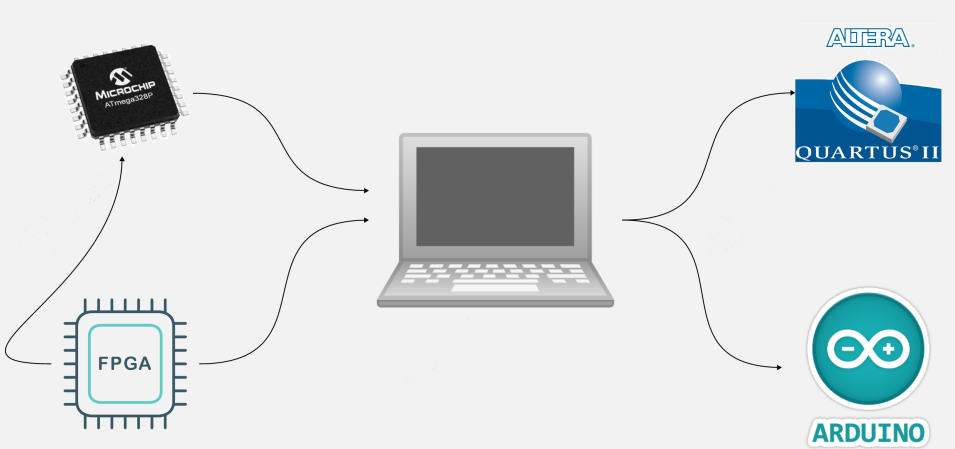 MICROCHIP
ATmega328P
FPGA
ALTERA®
QUARTUS® II
ARDUINO